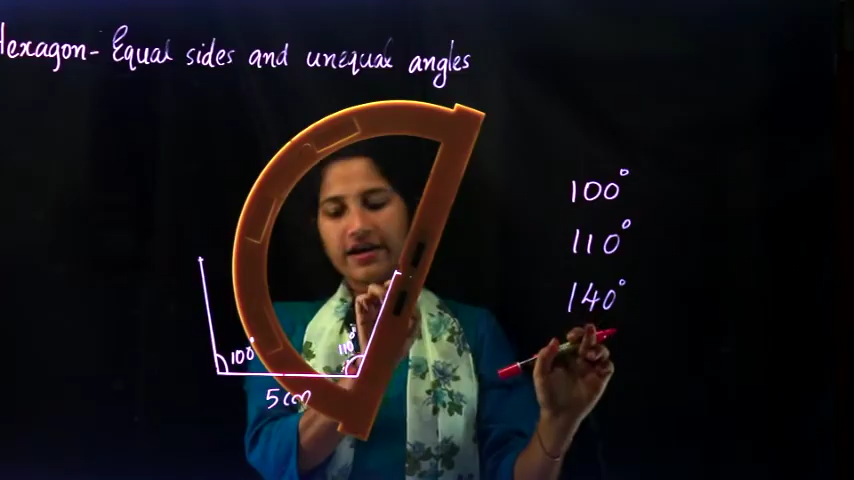 Hexagon- Equal sides and unequal angles
100°
110°
140°
100°
110°
5cm